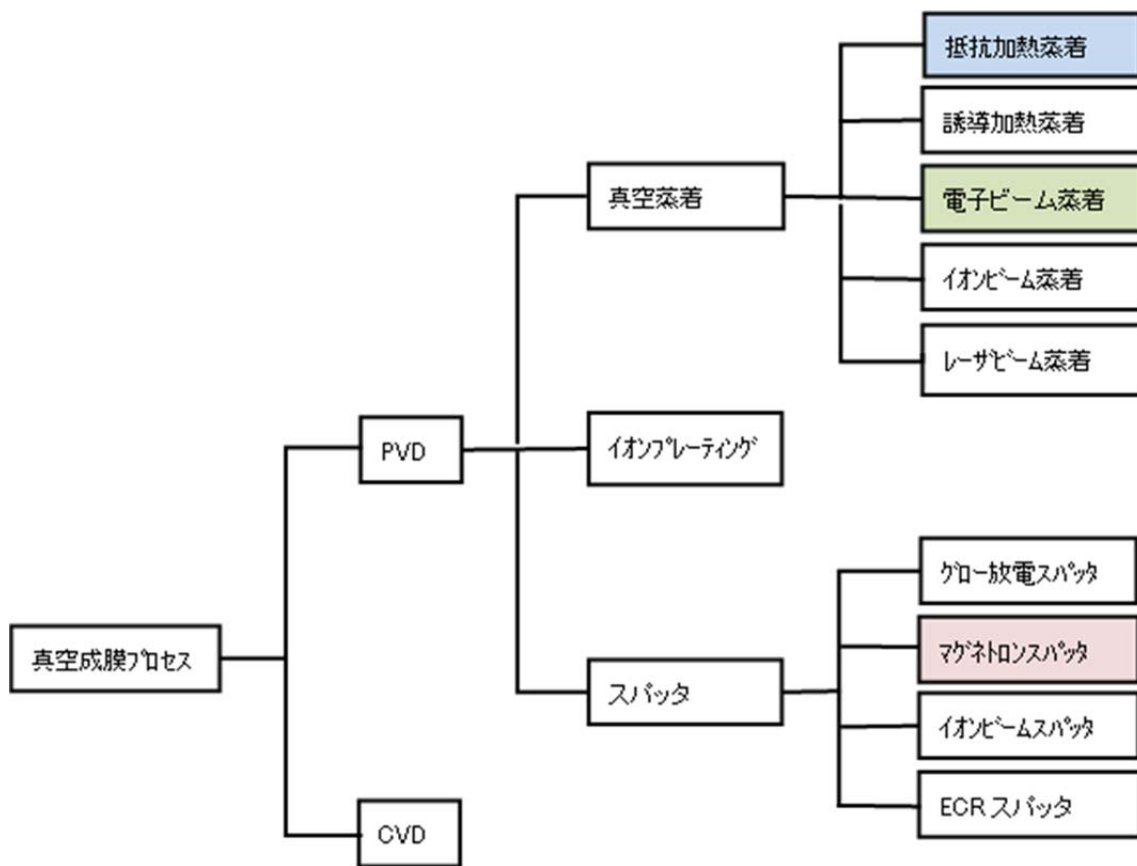 抵抗加熱蒸着
誘導加熱蒸着
真空蒸着
電子ビーム蒸着
イオンビーム蒸着
レーザビーム蒸着
PVD
イオンプレーティング
グロー放電スパッタ
真空成膜プロセス
マグネトロンスパッタ
スパッタ
イオンビームスパッタ
CVD
ECRスパッタ